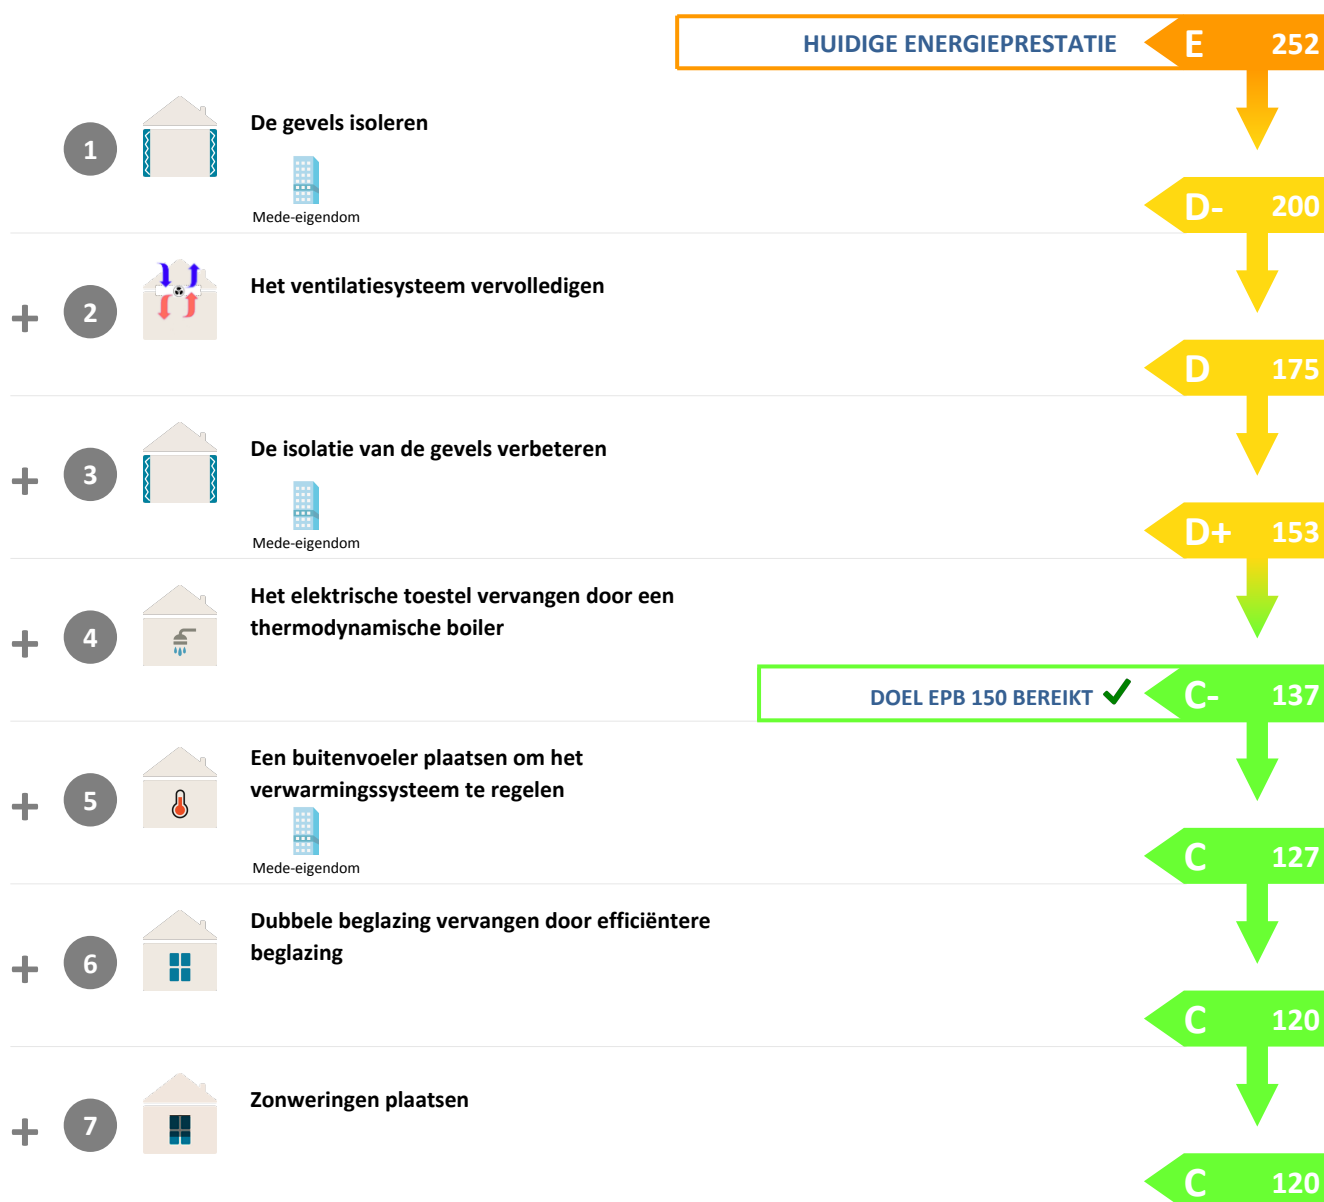 HUIDIGE ENERGIEPRESTATIE E 252
1 De gevels isoleren
Mede-eigendom
D- 200
+ 2 Het ventilatiesysteem vervolledigen
D 175
+ 3 De isolatie van de gevels verbeteren
Mede-eigendom
D+ 153
+ 4 Het elektrische toestel vervangen door een
thermodynamische boiler
DOEL EPB 150 BEREIKT ✓ C- 137
+ 5 Een buitenvoeler plaatsen om het
verwarmingssysteem te regelen
Mede-eigendom
C 127
+ 6 Dubbele beglazing vervangen door efficiëntere
beglazing
C 120
+ 7 Zonweringen plaatsen
C 120